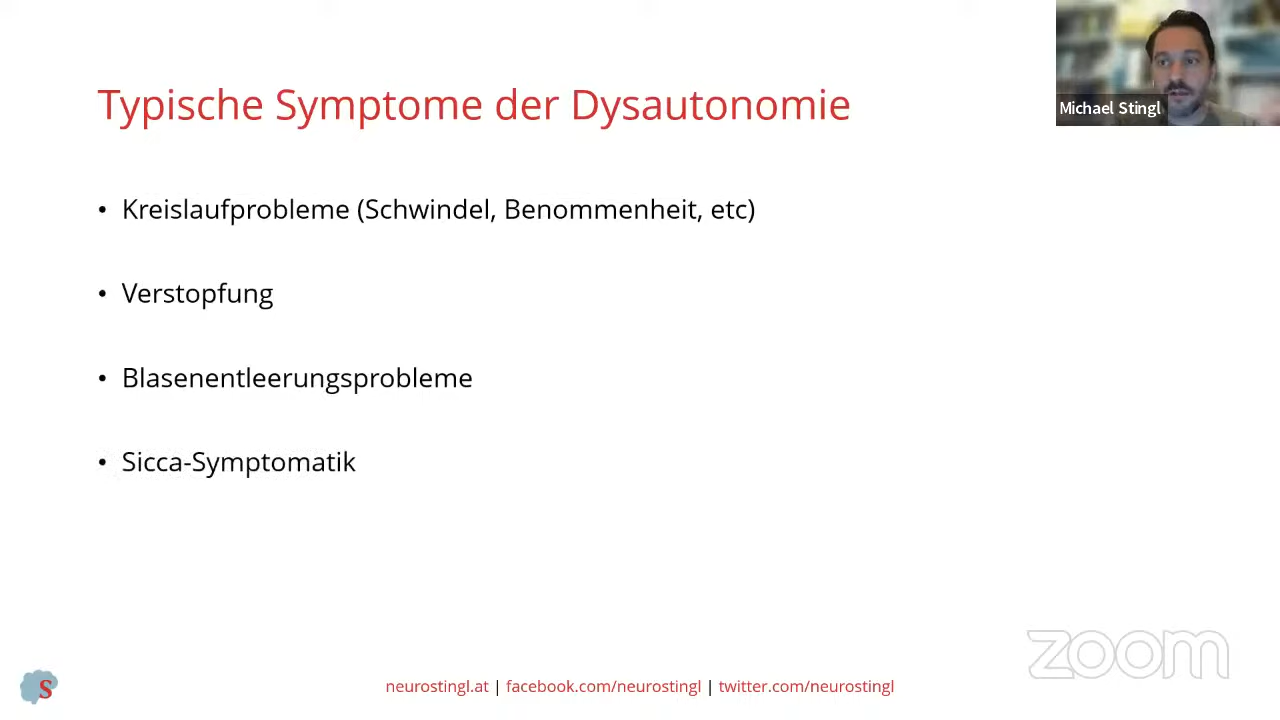 Typische Symptome der Dysautonomie
Michael Stingl
• Kreislaufprobleme (Schwindel, Benommenheit, etc)
• Verstopfung
• Blasenentleerungsprobleme
• Sicca-Symptomatik
zoom
S
neurostingl.at | facebook.com/neurostingl | twitter.com/neurostingl